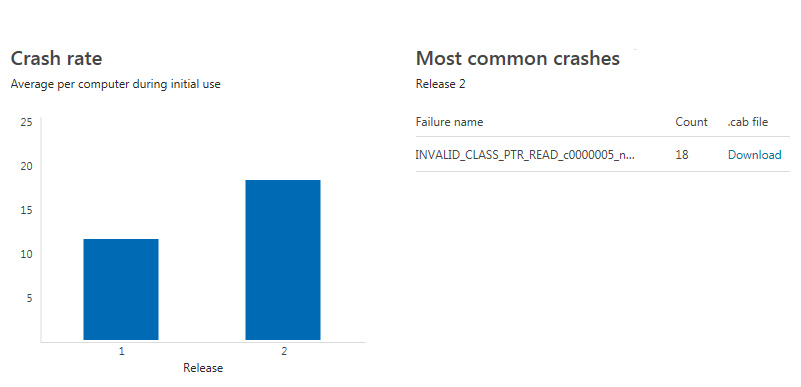 Crash rate
Average per computer during initial use
25
20
15
10
5
1 2
Release
Most common crashes
Release 2
Failure name Count .cab file
INVALID_CLASS_PTR_READ_c0000005_n... 18 Download